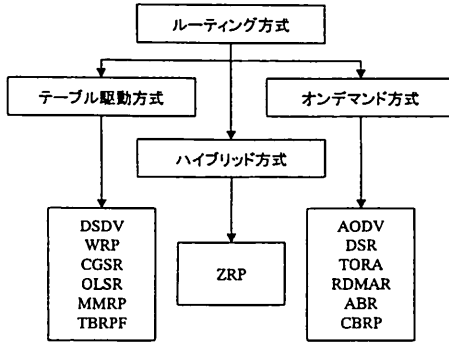 ルーティング方式
テーブル駆動方式
オンデマンド方式
ハイブリッド方式
DSDV
WRP
CGSR
OLSR
MMRP
TBRPF
ZRP
AODV
DSR
TORA
RDMAR
ABR
CBRP